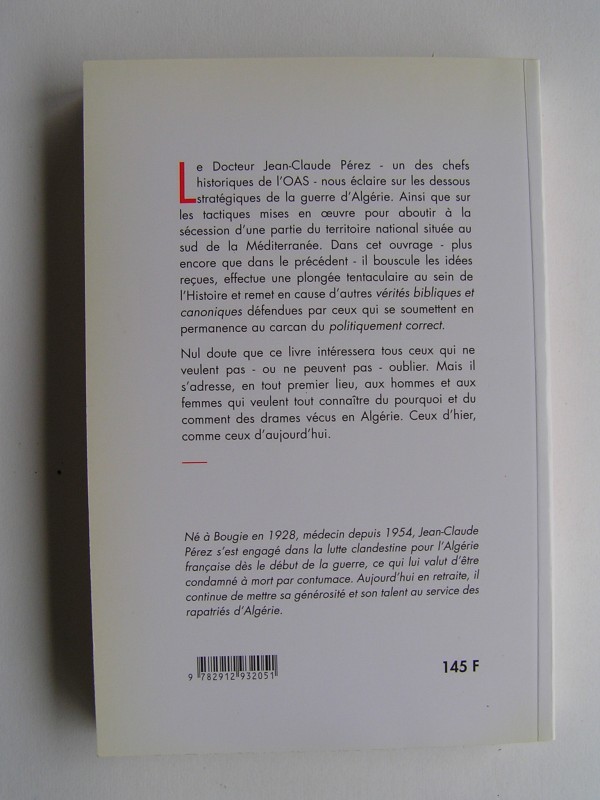 Le Docteur Jean-Claude Pérez - un des chefs
historiques de l'OAS - nous éclaire sur les dessous
stratégiques de la guerre d'Algérie. Ainsi que sur
les tactiques mises en œuvre pour aboutir à la
sécession d'une partie du territoire national située au
sud de la Méditerranée. Dans cet ouvrage - plus
encore que dans le précédent - il bouscule les idées
reçues, effectue une plongée tentaculaire au sein de
l'Histoire et remet en cause d'autres vérités bibliques et
canoniques défendues par ceux qui se soumettent en
permanence au carcan du politiquement correct.
Nul doute que ce livre intéressera tous ceux qui ne
veulent pas - ou ne peuvent pas - oublier. Mais il
s'adresse, en tout premier lieu, aux hommes et aux
femmes qui veulent tout connaître du pourquoi et du
comment des drames vécus en Algérie. Ceux d'hier,
comme ceux d'aujourd'hui.
Né à Bougie en 1928, médecin depuis 1954, Jean-Claude
Pérez s'est engagé dans la lutte clandestine pour l'Algérie
française dès le début de la guerre, ce qui lui valut d'être
condamné à mort par contumace. Aujourd'hui en retraite, il
continue de mettre sa générosité et son talent au service des
rapatriés d'Algérie.
9 782912 932051
145 F